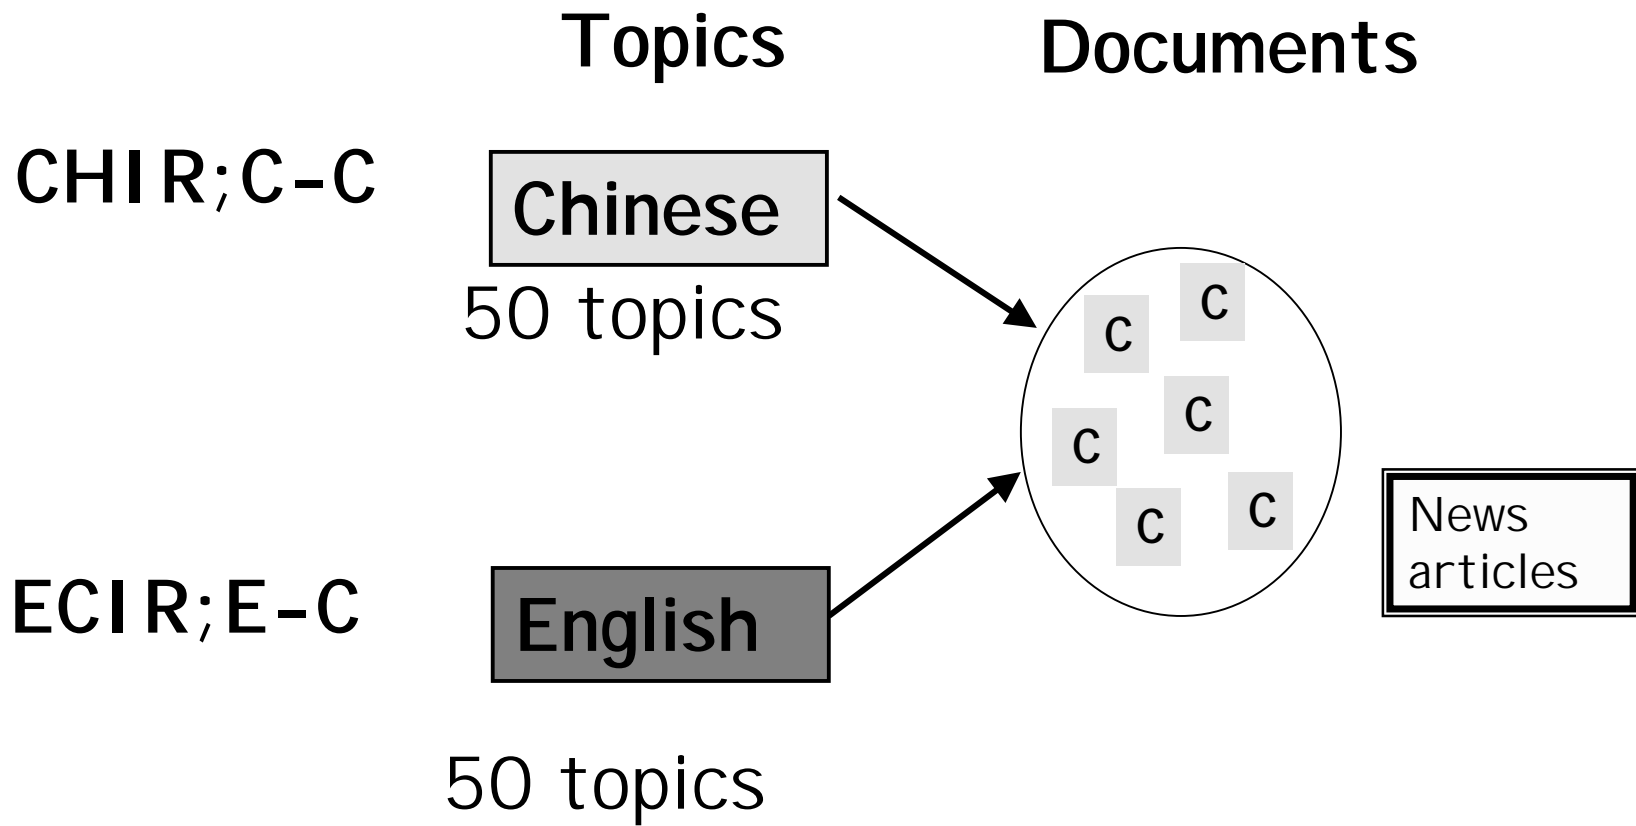 Topics Documents
CHIR;C-C
Chinese
50 topics
C
C
C
C
C
C
News
articles
ECIR;E-C
English
50 topics